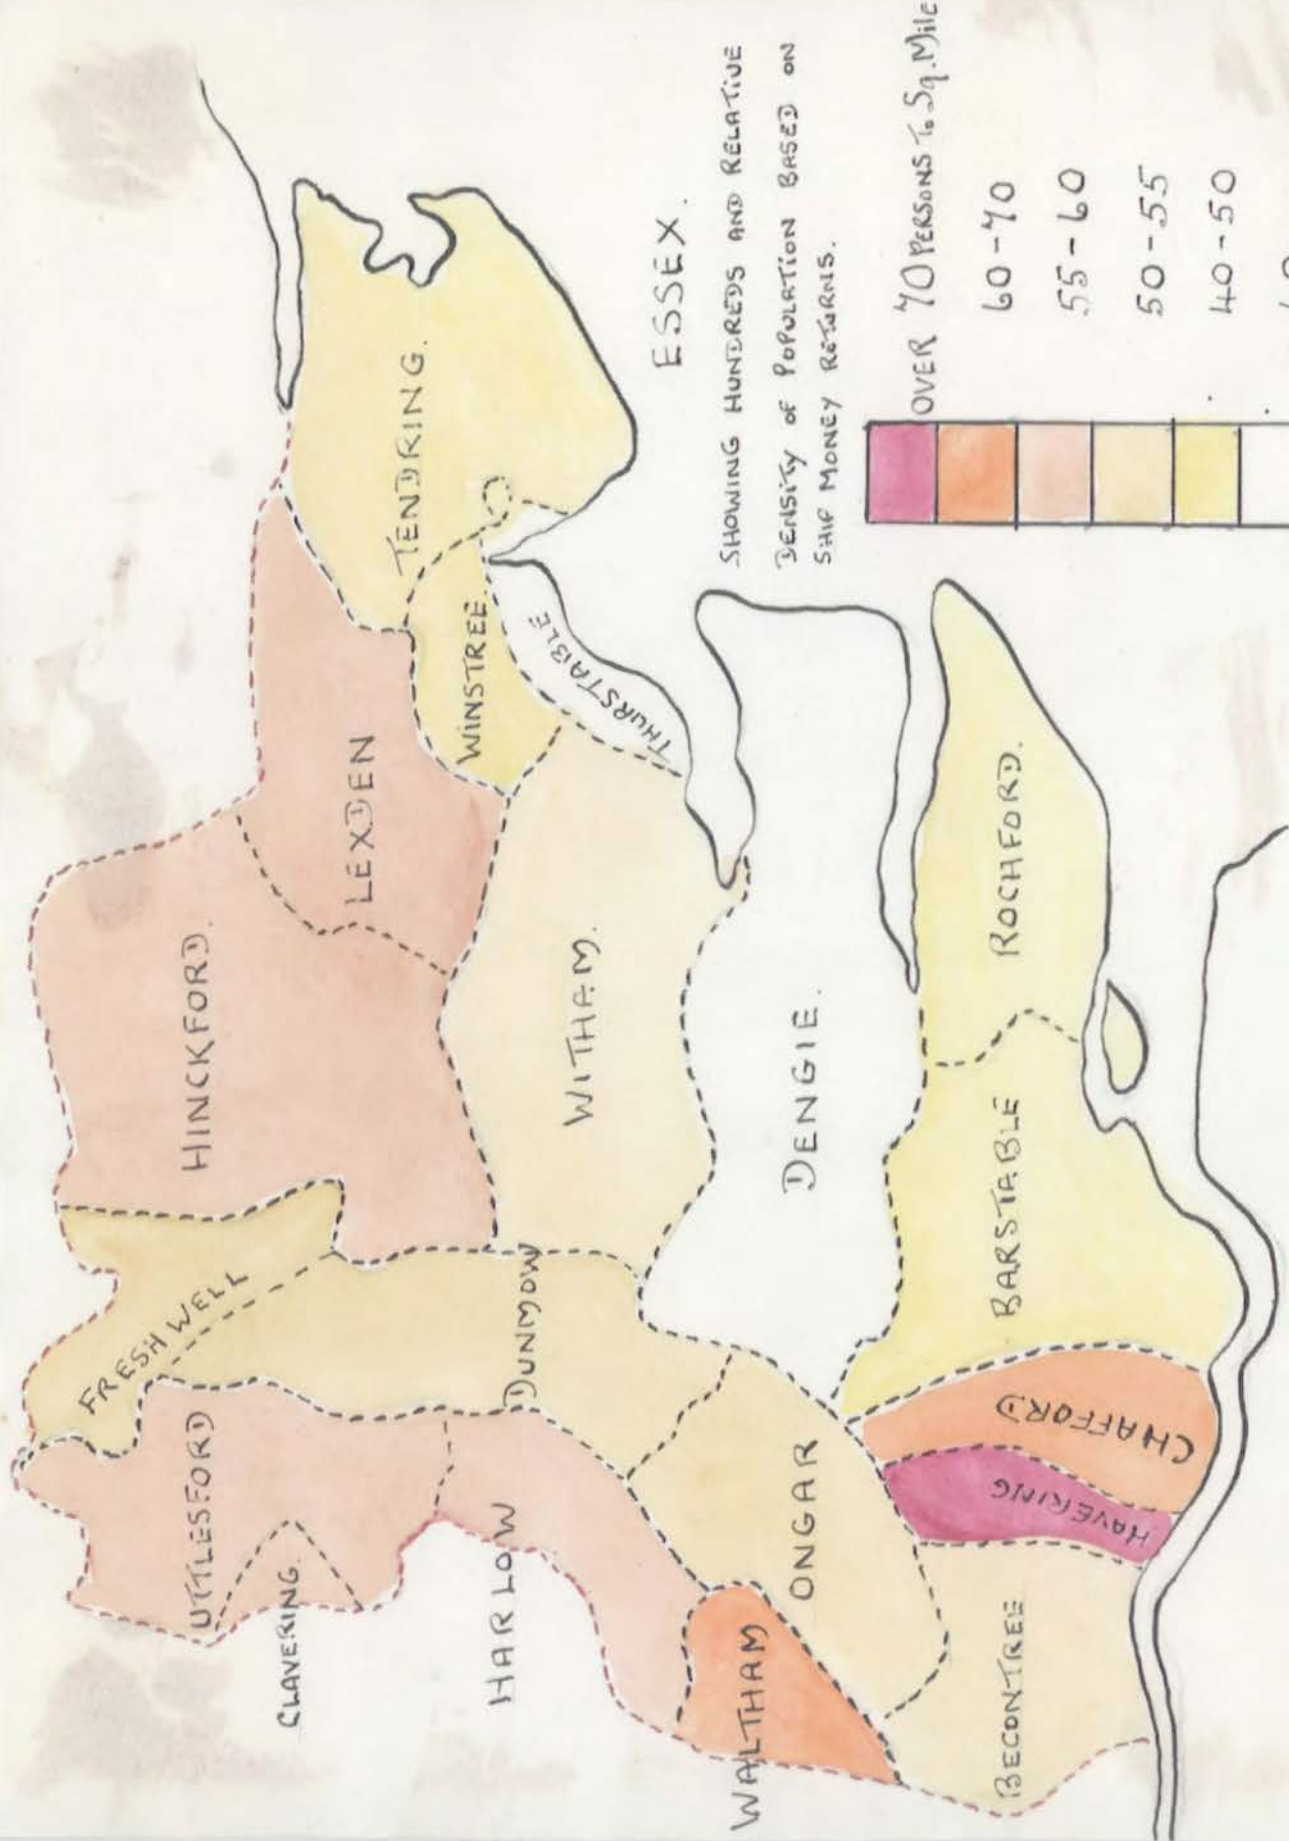 ESSEX.
SHOWING HUNDREDS AND RELATIVE
DENSITY OF POPULATION BASED ON
SHIP MONEY RETURNS.
OVER 70 PERSONS To Sq. Mile
60-70
55-60
50-55
40-50
UTTLESFORD
FRESHWELL
HINCKFORD.
CLAVERING.
LEXDEN
TENDRING.
WINSTREE
THURSTABLE
HARLOW
DUNMOW
WITHAM.
WALTHAM
ONGAR
DENGIE.
BECONTREE
HAVERING
CHAFFORD
BARSTABLE
ROCHFORD.